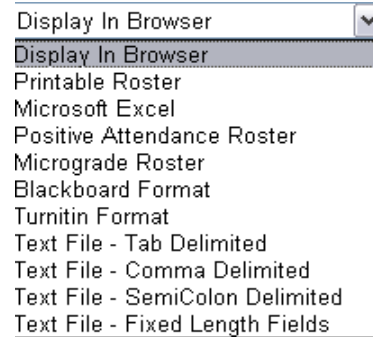 Display In Browser
Display In Browser
Printable Roster
Microsoft Excel
Positive Attendance Roster
Micrograde Roster
Blackboard Format
Turnitin Format
Text File - Tab Delimited
Text File - Comma Delimited
Text File - SemiColon Delimited
Text File - Fixed Length Fields